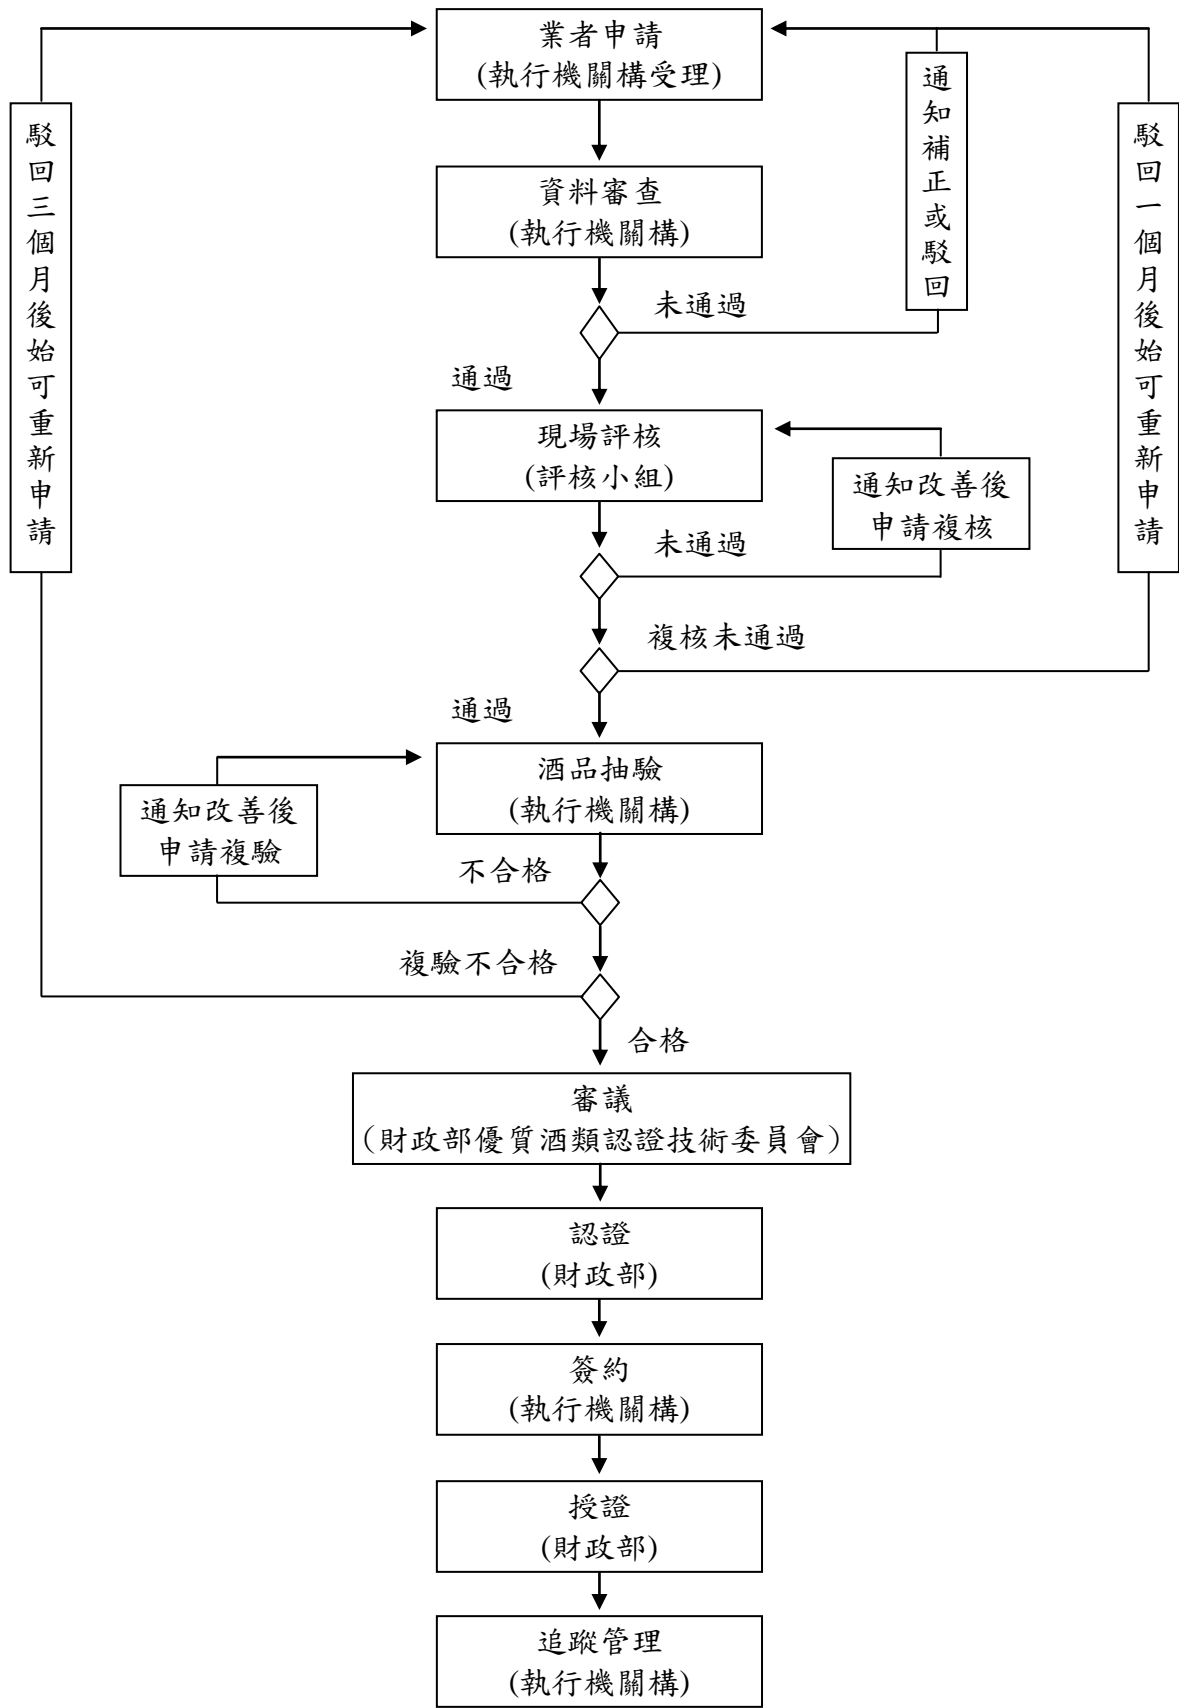 業者申請
(執行機關構受理)
通知補正或駁回
駁回三個月後始可重新申請
駁回一個月後始可重新申請
資料審查
(執行機關構)
未通過
通過
現場評核
(評核小組)
通知改善後
申請複核
未通過
複核未通過
通過
酒品抽驗
(執行機關構)
通知改善後
申請複驗
不合格
複驗不合格
合格
審議
(財政部優質酒類認證技術委員會)
認證
(財政部)
簽約
(執行機關構)
授證
(財政部)
追蹤管理
(執行機關構)